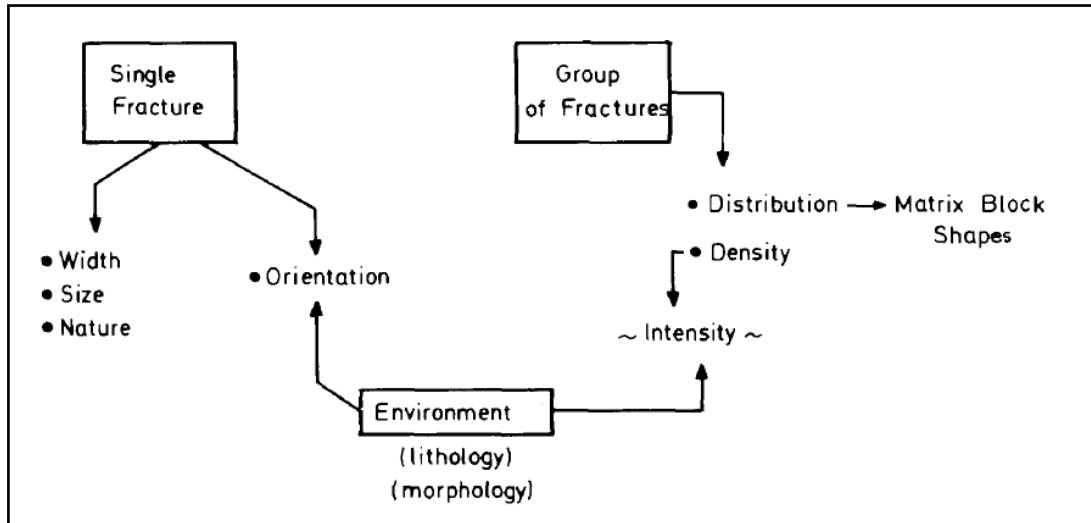 Single
Fracture
Group
of Fractures
• Distribution → Matrix Block
Shapes
• Density
• Width
• Size
• Nature
• Orientation
~ Intensity ~
Environment
(lithology)
(morphology)